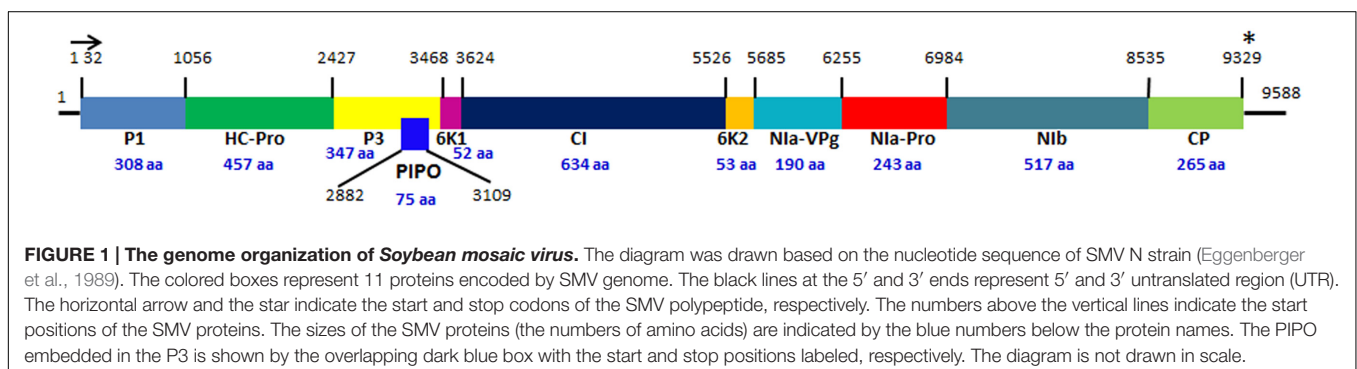 1 32 1056 2427 3468 3624 5526 5685 6255 6984 8535 9329 *
1 9588
P1 HC-Pro P3 6K1 CI 6K2 NIa-VPg NIa-Pro NIb CP
308 aa 457 aa 347 aa 52 aa 634 aa 53 aa 190 aa 243 aa 517 aa 265 aa
PIPO
2882 75 aa 3109
FIGURE 1 | The genome organization of Soybean mosaic virus. The diagram was drawn based on the nucleotide sequence of SMV N strain (Eggenberger
et al., 1989). The colored boxes represent 11 proteins encoded by SMV genome. The black lines at the 5′ and 3′ ends represent 5′ and 3′ untranslated region (UTR).
The horizontal arrow and the star indicate the start and stop codons of the SMV polypeptide, respectively. The numbers above the vertical lines indicate the start
positions of the SMV proteins. The sizes of the SMV proteins (the numbers of amino acids) are indicated by the blue numbers below the protein names. The PIPO
embedded in the P3 is shown by the overlapping dark blue box with the start and stop positions labeled, respectively. The diagram is not drawn in scale.